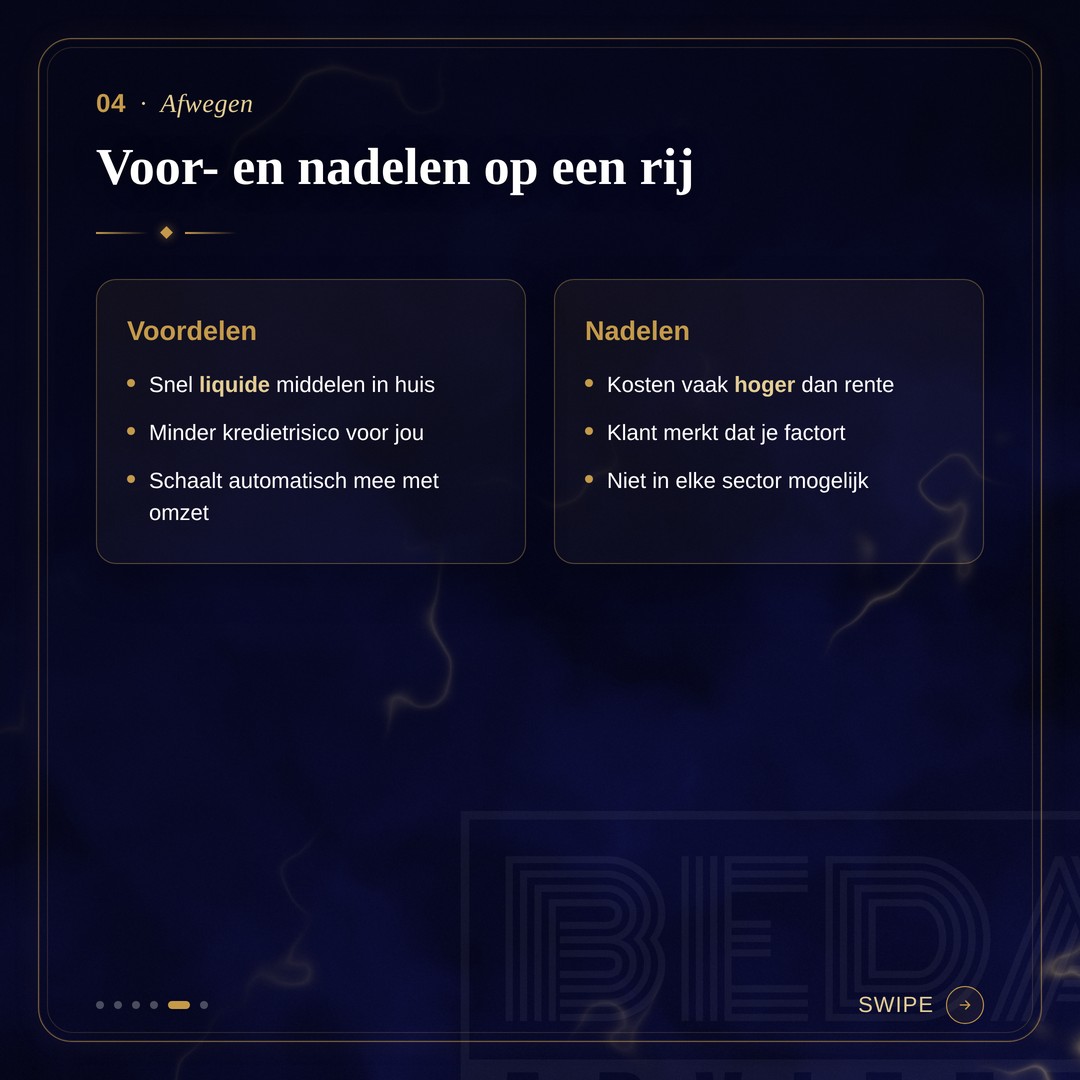 04 · Afwegen
Voor- en nadelen op een rij
Voordelen
Snel liquide middelen in huis
Minder kredietrisico voor jou
Schaalt automatisch mee met
omzet
Nadelen
Kosten vaak hoger dan rente
Klant merkt dat je factort
Niet in elke sector mogelijk
BEDA
SWIPE